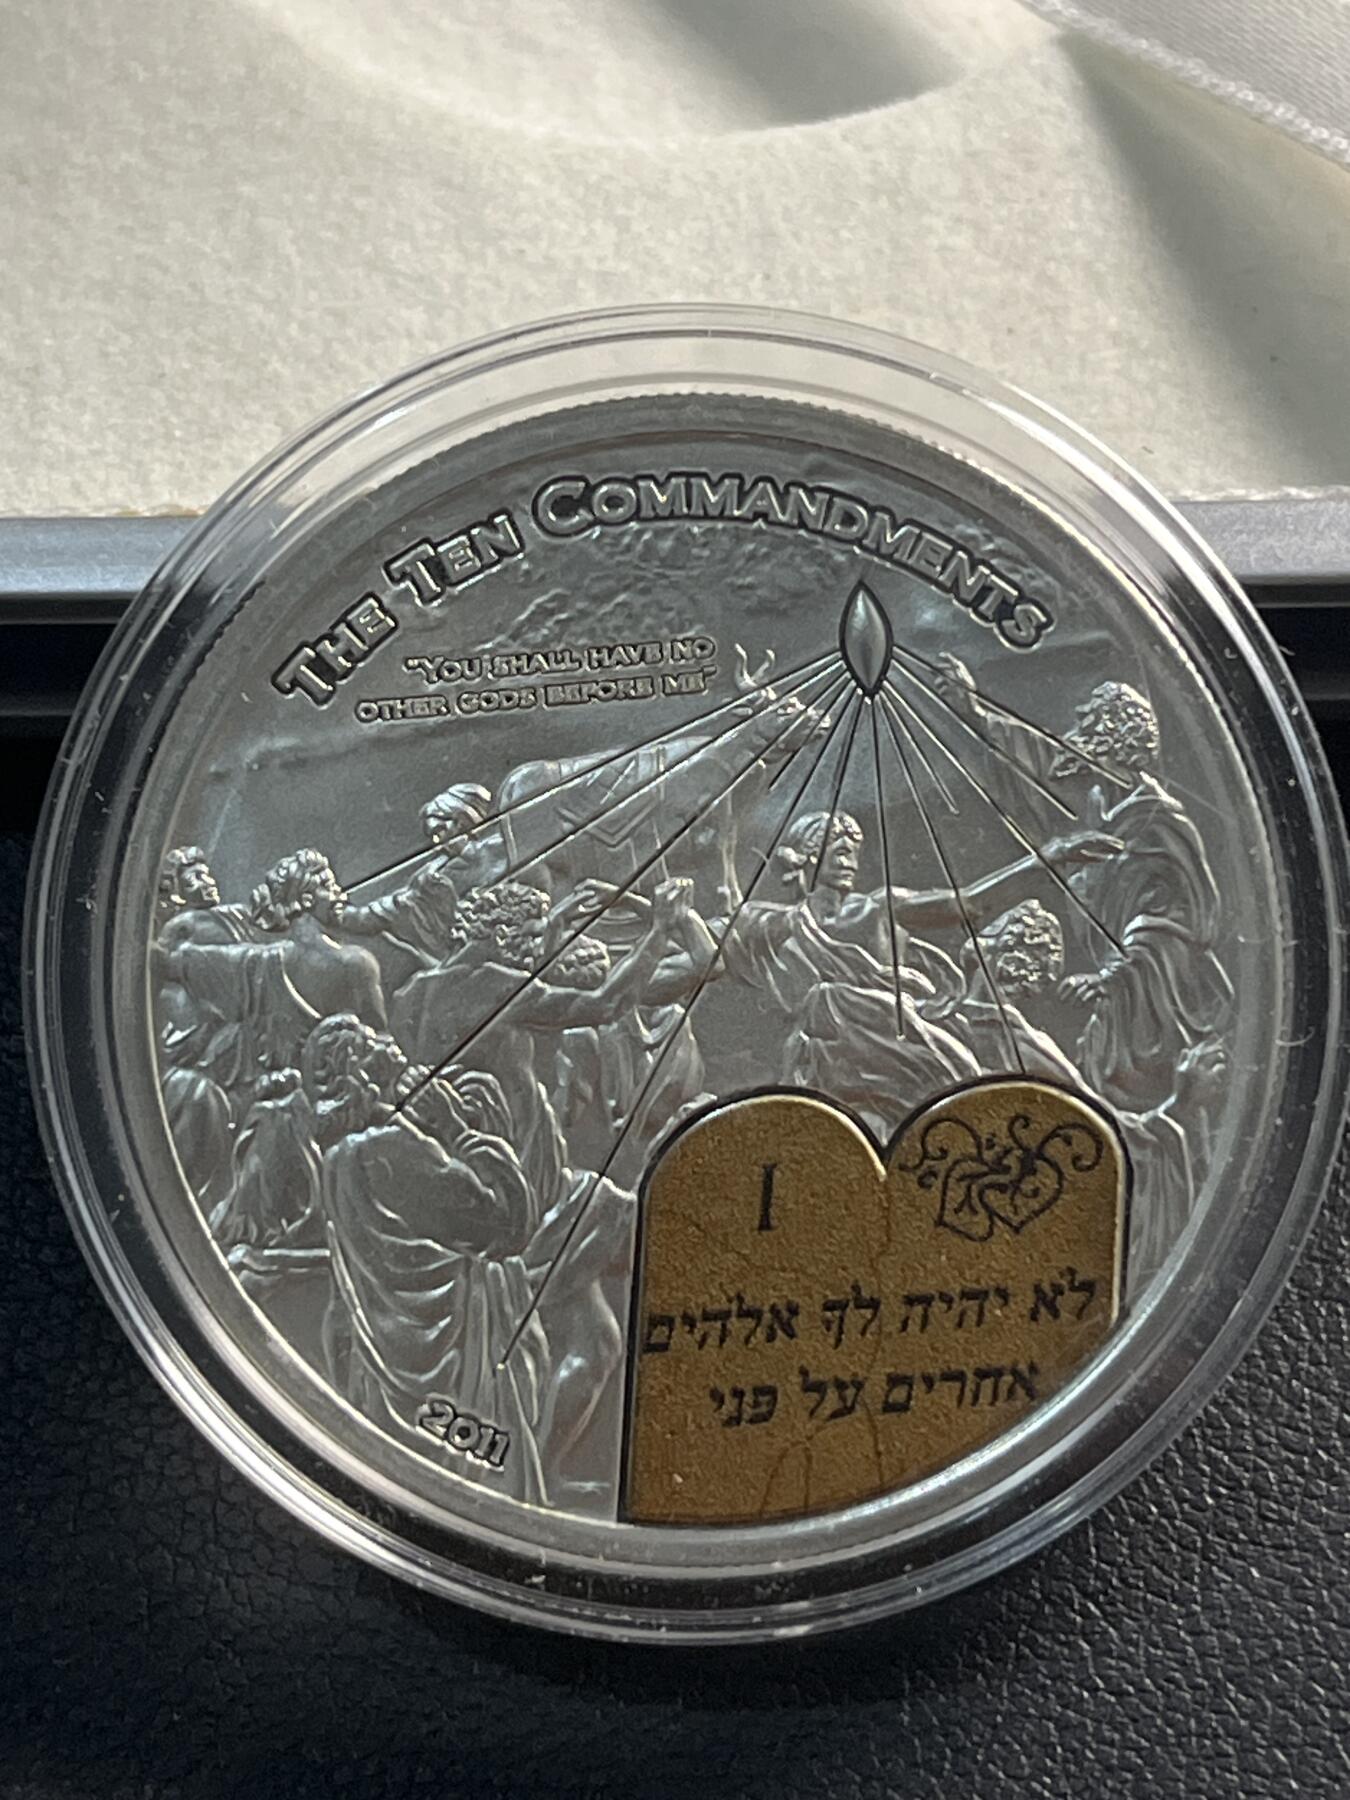 THE TEN COMMANDMENTS
"YOU SHALL HAVE NO
OTHER GODS BEFORE ME"
I
לא יהיה לך אלהים
אחרים על פני
2011